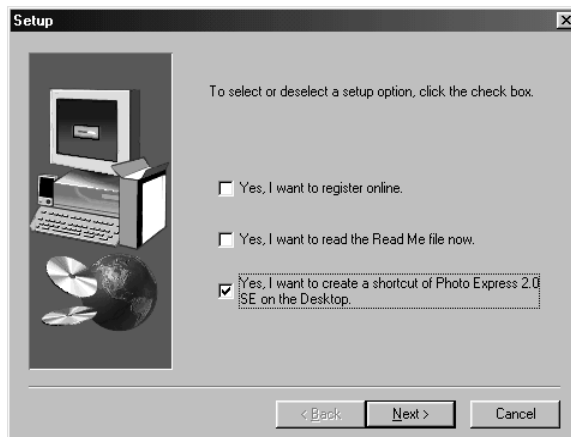 Setup
To select or deselect a setup option, click the check box.
Yes, I want to register online.
Yes, I want to read the Read Me file now.
Yes, I want to create a shortcut of Photo Express 2.0
SE on the Desktop.
< Back
Next >
Cancel